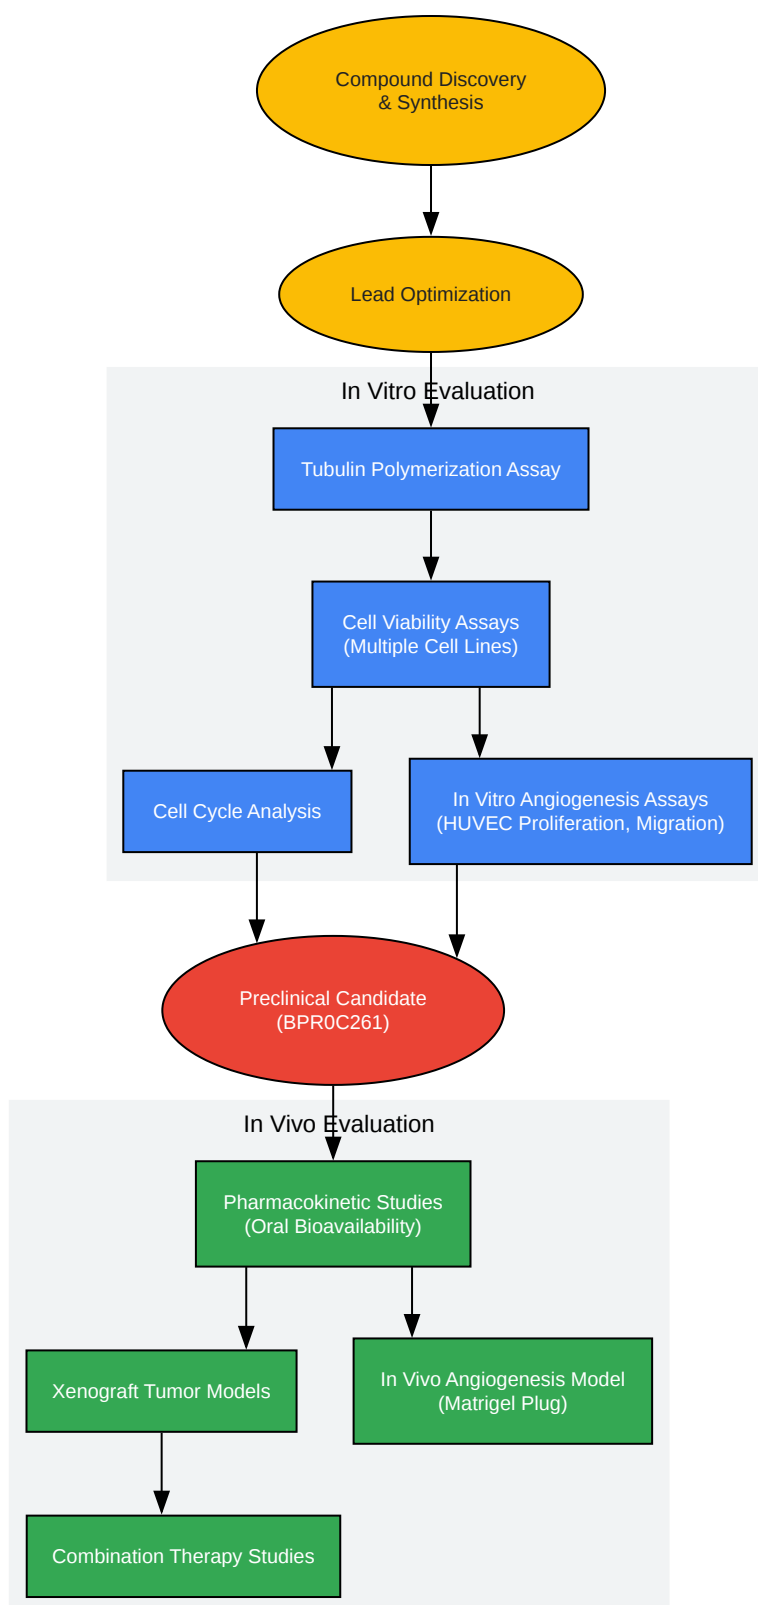 Compound Discovery
& Synthesis
Lead Optimization
In Vitro Evaluation
Tubulin Polymerization Assay
Cell Viability Assays
(Multiple Cell Lines)
Cell Cycle Analysis
In Vitro Angiogenesis Assays
(HUVEC Proliferation, Migration)
Preclinical Candidate
(BPR0C261)
In Vivo Evaluation
Pharmacokinetic Studies
(Oral Bioavailability)
Xenograft Tumor Models
In Vivo Angiogenesis Model
(Matrigel Plug)
Combination Therapy Studies